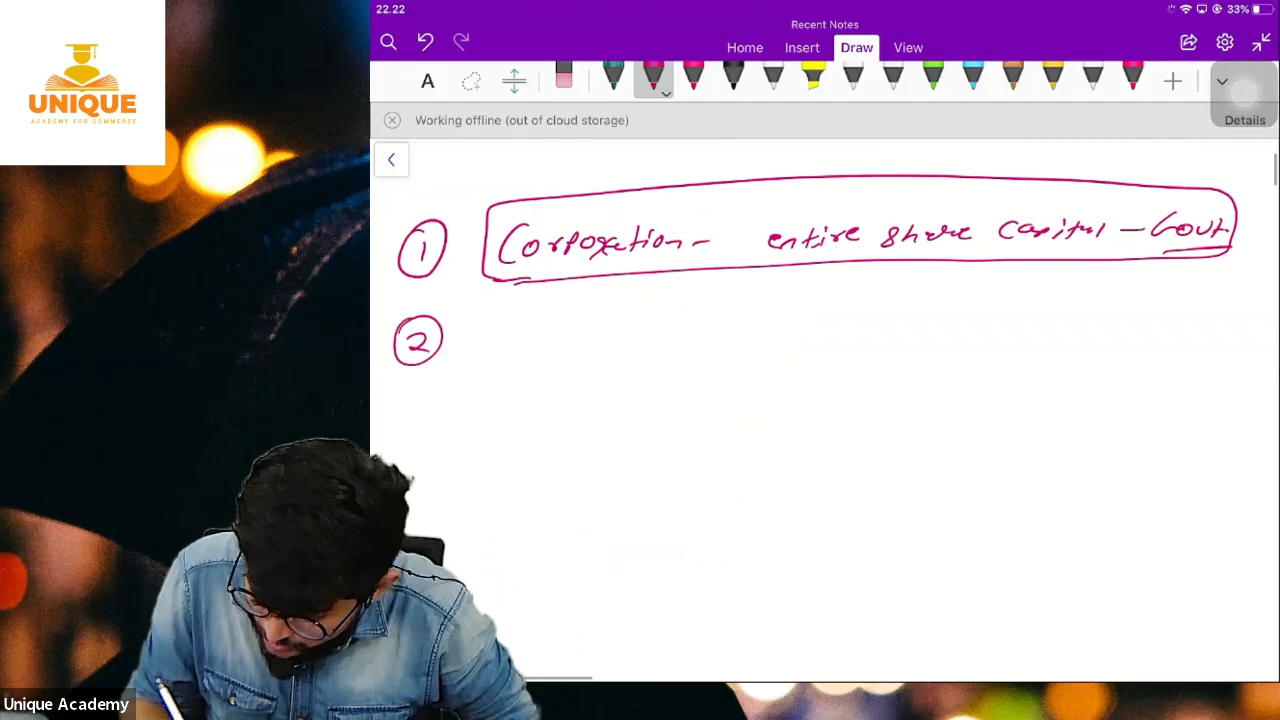 22.22
33%
Recent Notes
Home Insert Draw View
A
Working offline (out of cloud storage)
Details
UNIQUE
ACADEMY FOR COMMERCE
1 Corporation - entire share capital - Govt.
2
Unique Academy